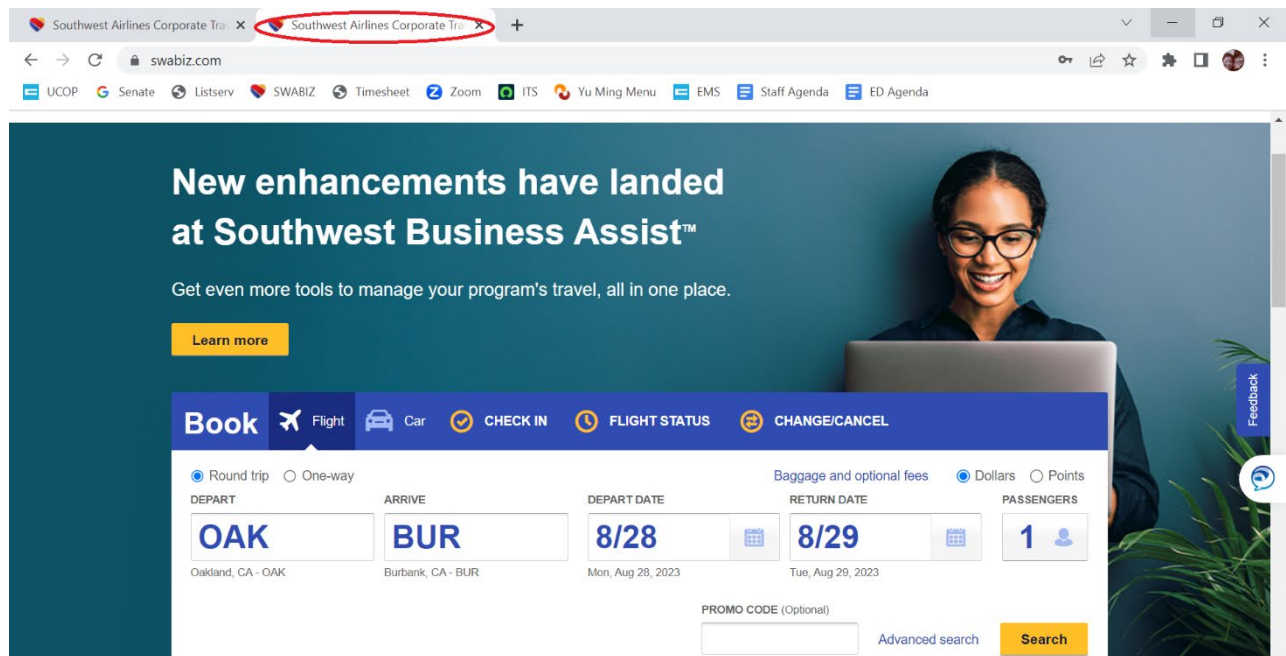 Southwest Airlines Corporate Tra
Southwest Airlines Corporate Tra
swabiz.com
UCOP Senate Listserv SWABIZ Timesheet Zoom ITS Yu Ming Menu EMS Staff Agenda ED Agenda
New enhancements have landed
at Southwest Business Assist™
Get even more tools to manage your program's travel, all in one place.
Learn more
Feedback
Book Flight Car CHECK IN FLIGHT STATUS CHANGE/CANCEL
Round trip One-way Baggage and optional fees Dollars Points
DEPART ARRIVE DEPART DATE RETURN DATE PASSENGERS
OAK BUR 8/28 8/29 1
Oakland, CA - OAK Burbank, CA - BUR Mon, Aug 28, 2023 Tue, Aug 29, 2023
PROMO CODE (Optional)
Advanced search Search